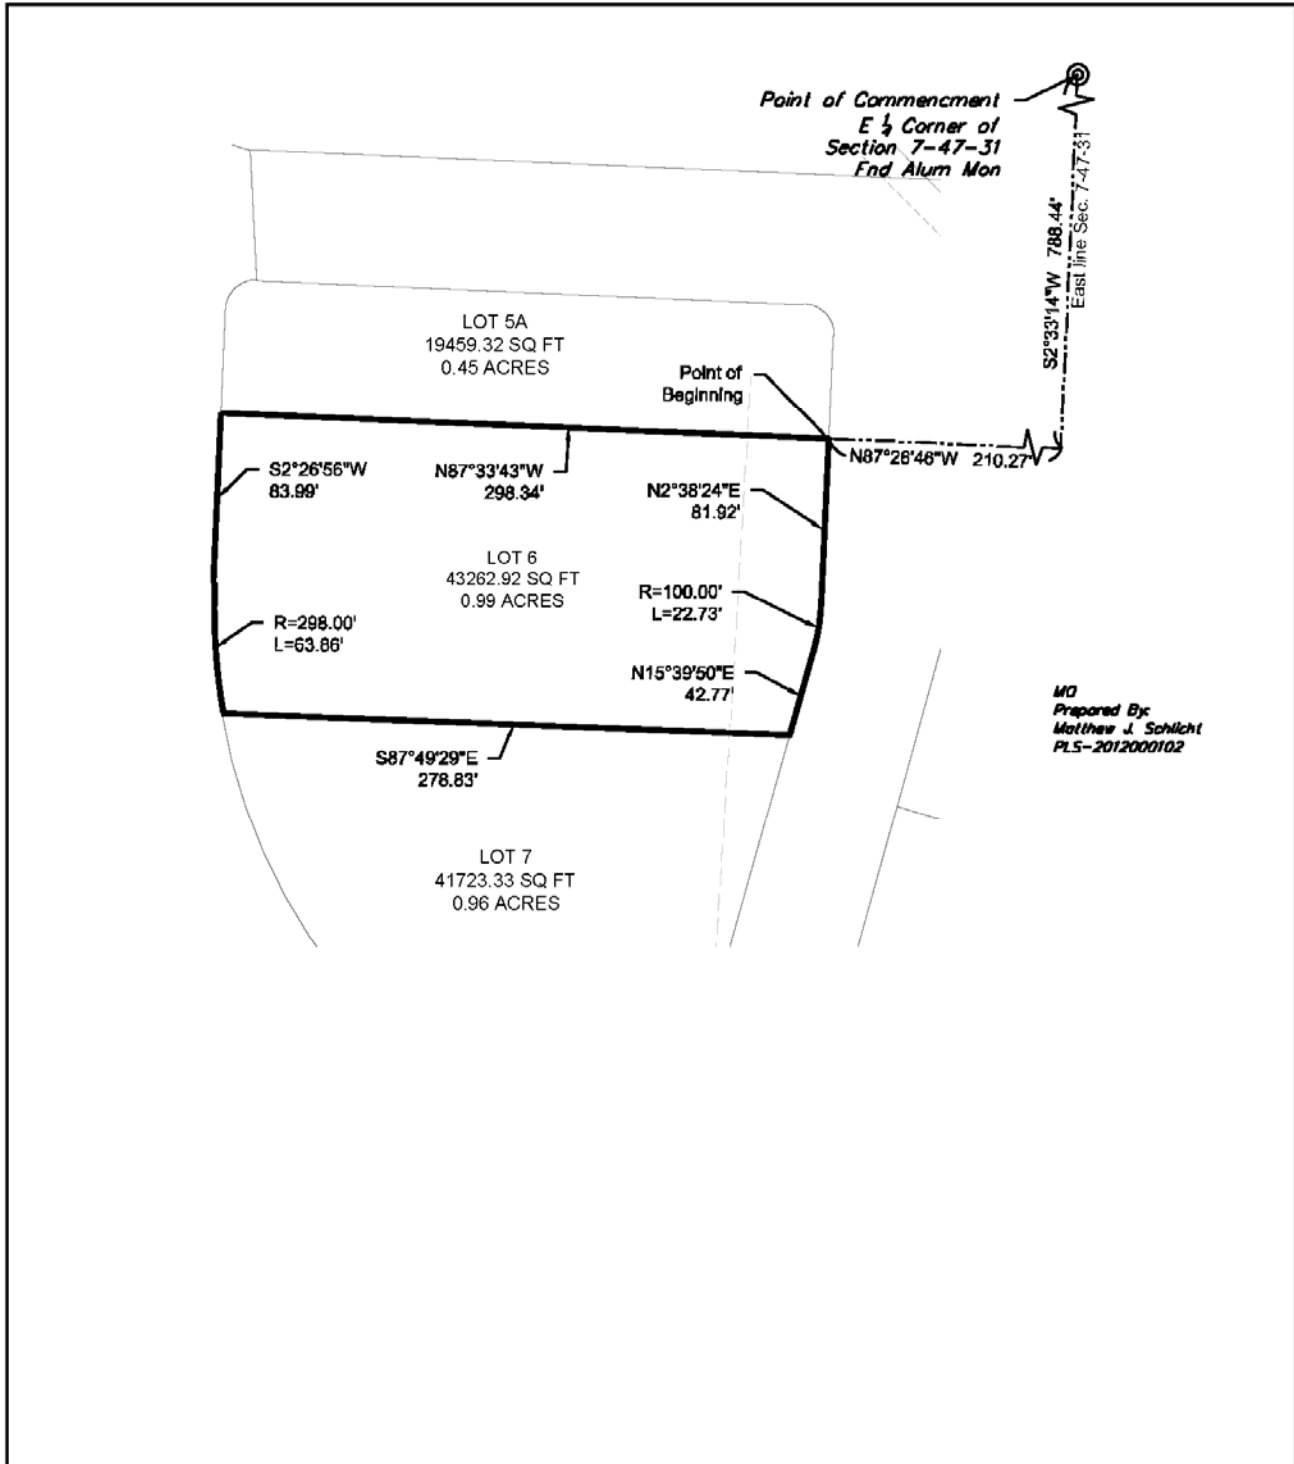 Point of Commencment
E ¼ Corner of
Section 7-47-31
Fnd Alum Mon
S2°33'14"W 788.44'
East line Sec. 7-47-31
LOT 5A
19459.32 SQ FT
0.45 ACRES
Point of
Beginning
N87°26'46"W 210.27'
S2°26'56"W
83.99'
N87°33'43"W
298.34'
N2°38'24"E
81.92'
LOT 6
43262.92 SQ FT
0.99 ACRES
R=100.00'
L=22.73'
R=298.00'
L=63.86'
N15°39'50"E
42.77'
MO
Prepared By:
Matthew J. Schlicht
PLS-2012000102
S87°49'29"E
278.83'
LOT 7
41723.33 SQ FT
0.96 ACRES